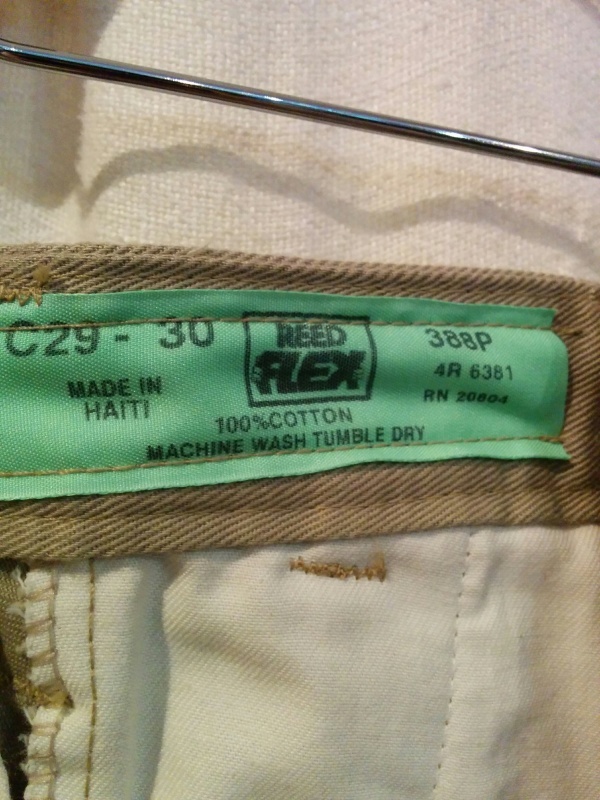 C29 - 30
MADE IN
HAITI
REED
FLEX
388P
4R 6381
RN 20804
100%COTTON
MACHINE WASH TUMBLE DRY